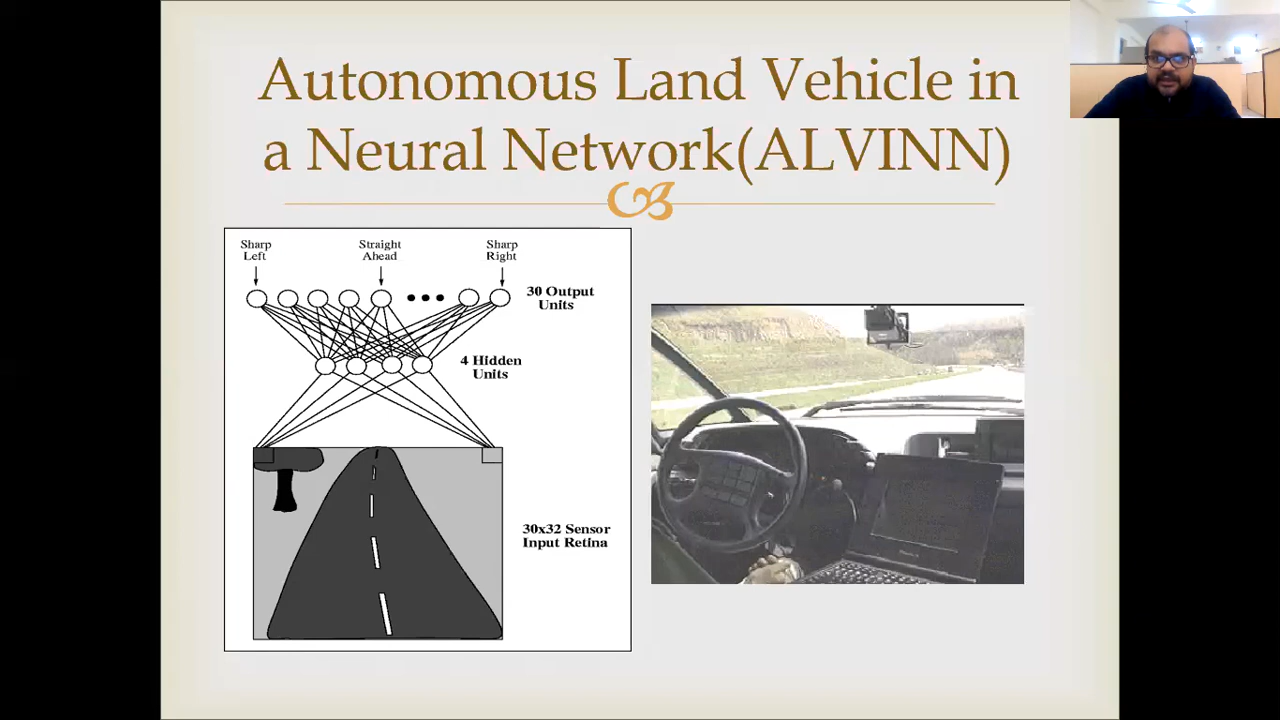 Autonomous Land Vehicle in
a Neural Network(ALVINN)
Sharp
Left
Straight
Ahead
Sharp
Right
30 Output
Units
4 Hidden
Units
30x32 Sensor
Input Retina